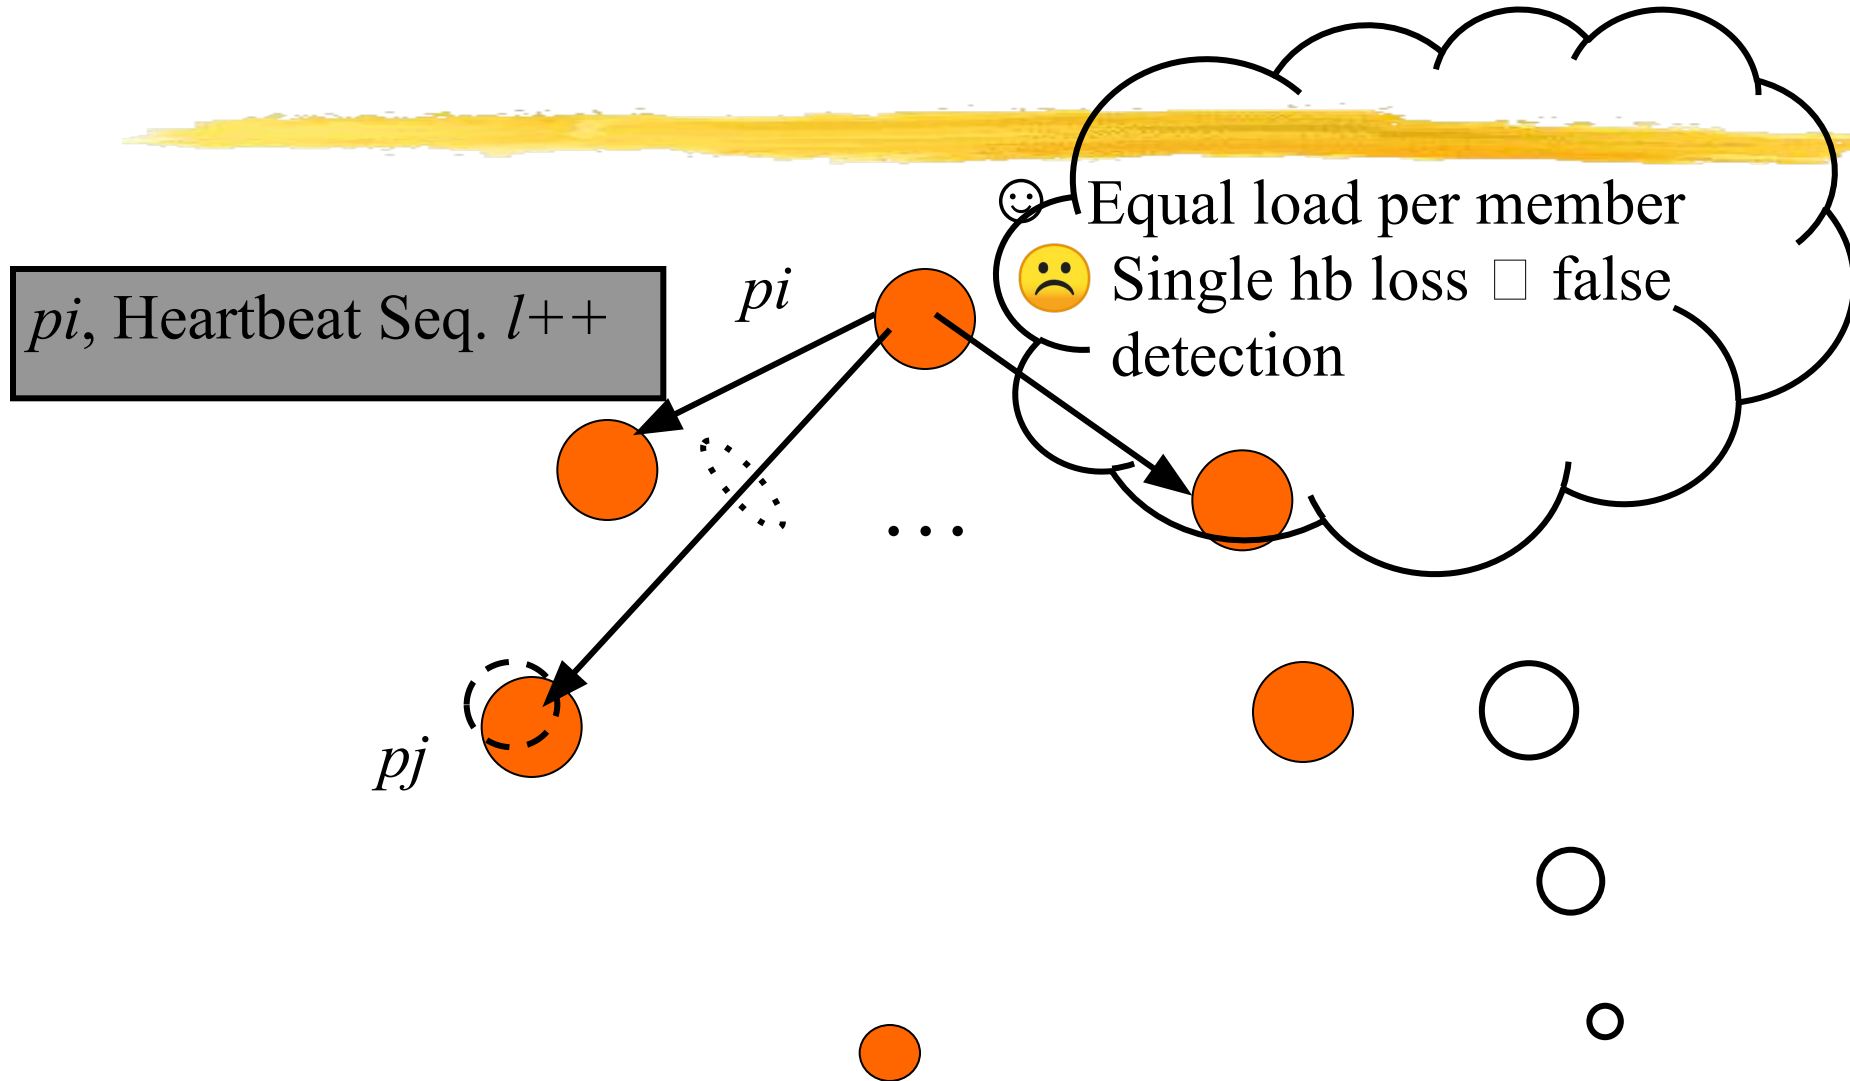 ☺ Equal load per member
☹ Single hb loss □ false
detection
pi
pi, Heartbeat Seq. l++
...
pj